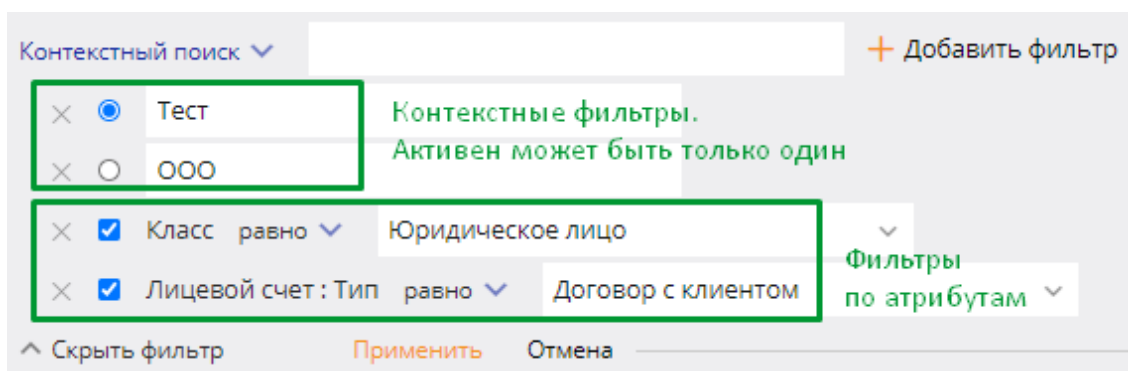 Контекстный поиск
+ Добавить фильтр
Тест
Контекстные фильтры.
Активен может быть только один
ООО
Класс равно Юридическое лицо
Лицевой счет : Тип равно Договор с клиентом
Фильтры
по атрибутам
Скрыть фильтр Применить Отмена